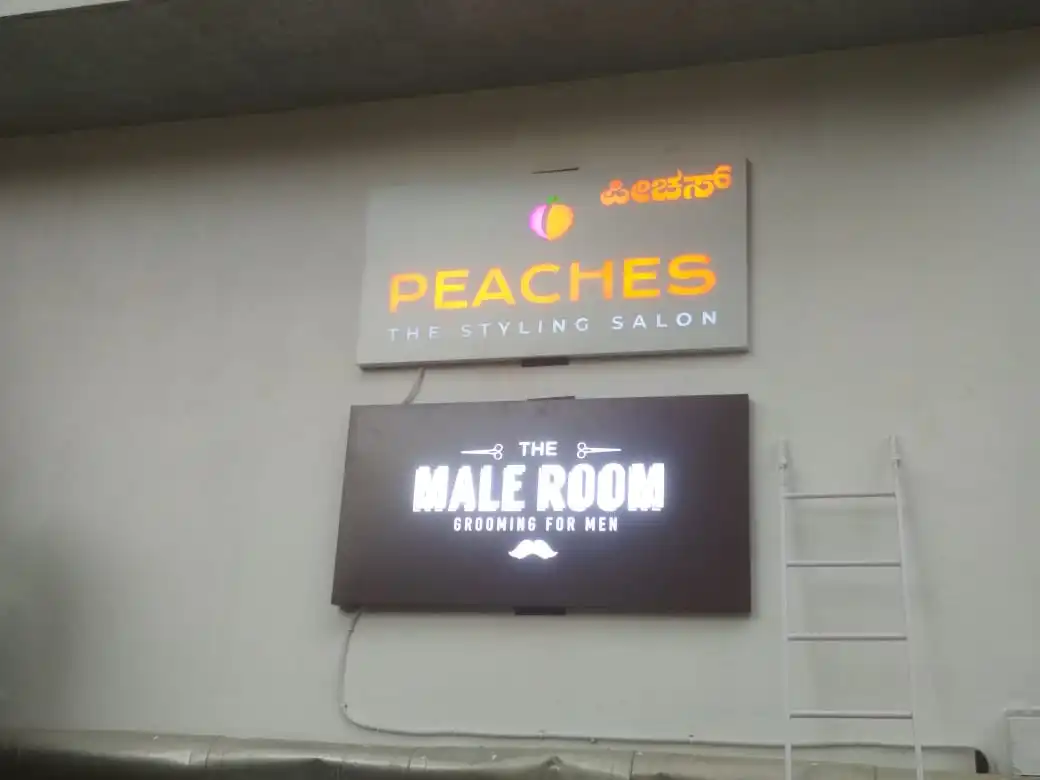 ಪೀಚಸ್
PEACHES
THE STYLING SALON
THE
MALE ROOM
GROOMING FOR MEN